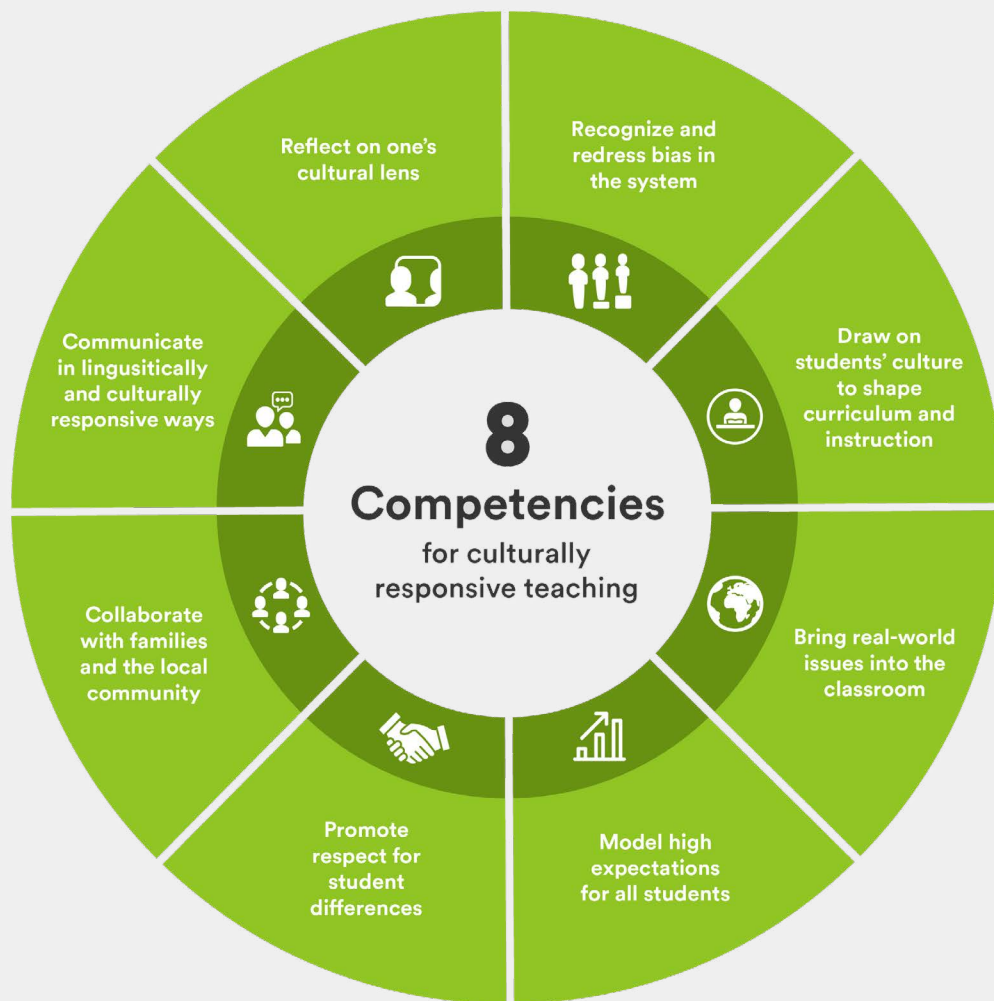 8
Competencies
for culturally
responsive teaching
Reflect on one’s
cultural lens
Recognize and
redress bias in
the system
Draw on
students’ culture
to shape
curriculum and
instruction
Bring real-world
issues into the
classroom
Model high
expectations
for all students
Promote
respect for
student
differences
Collaborate
with families
and the local
community
Communicate
in lingusitically
and culturally
responsive ways